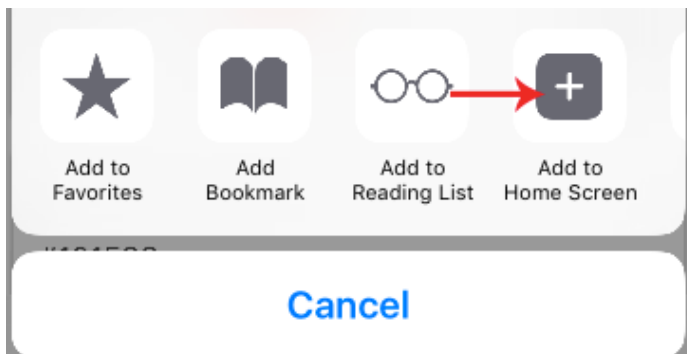 Add to
Favorites
Add
Bookmark
Add to
Reading List
Add to
Home Screen
Cancel